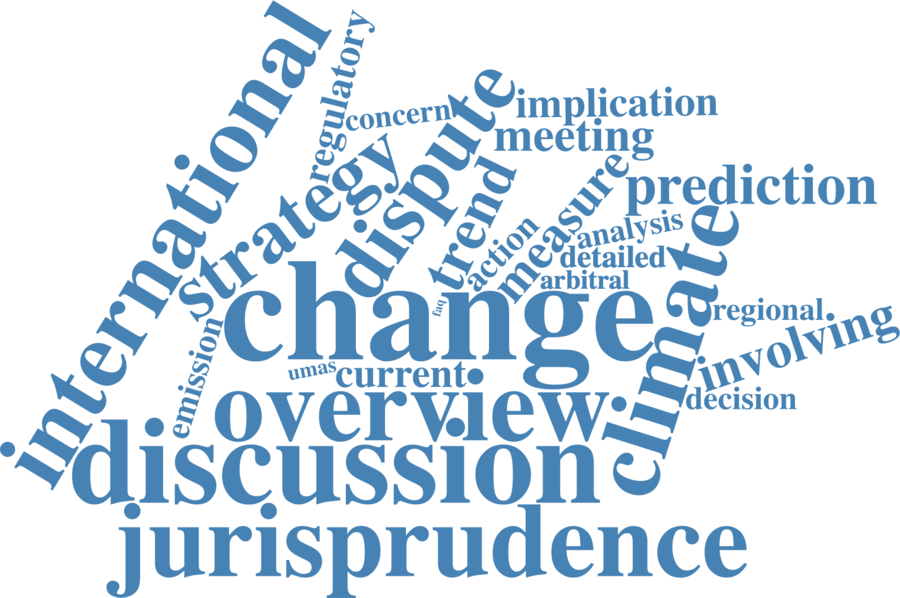 international
regulatory
concern
strategy
dispute
implication
meeting
trend
prediction
measure
action
analysis
detailed
arbitral
climate
change
faq
regional
involving
emission
umas
current
decision
overview
discussion
jurisprudence